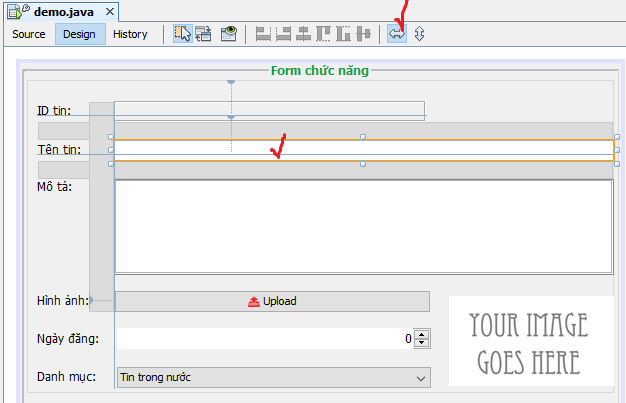 demo.java
Source Design History
Form chức năng
ID tin:
Tên tin:
Mô tả:
Hình ảnh: Upload
Ngày đăng: 0
Danh mục: Tin trong nước
YOUR IMAGE
GOES HERE